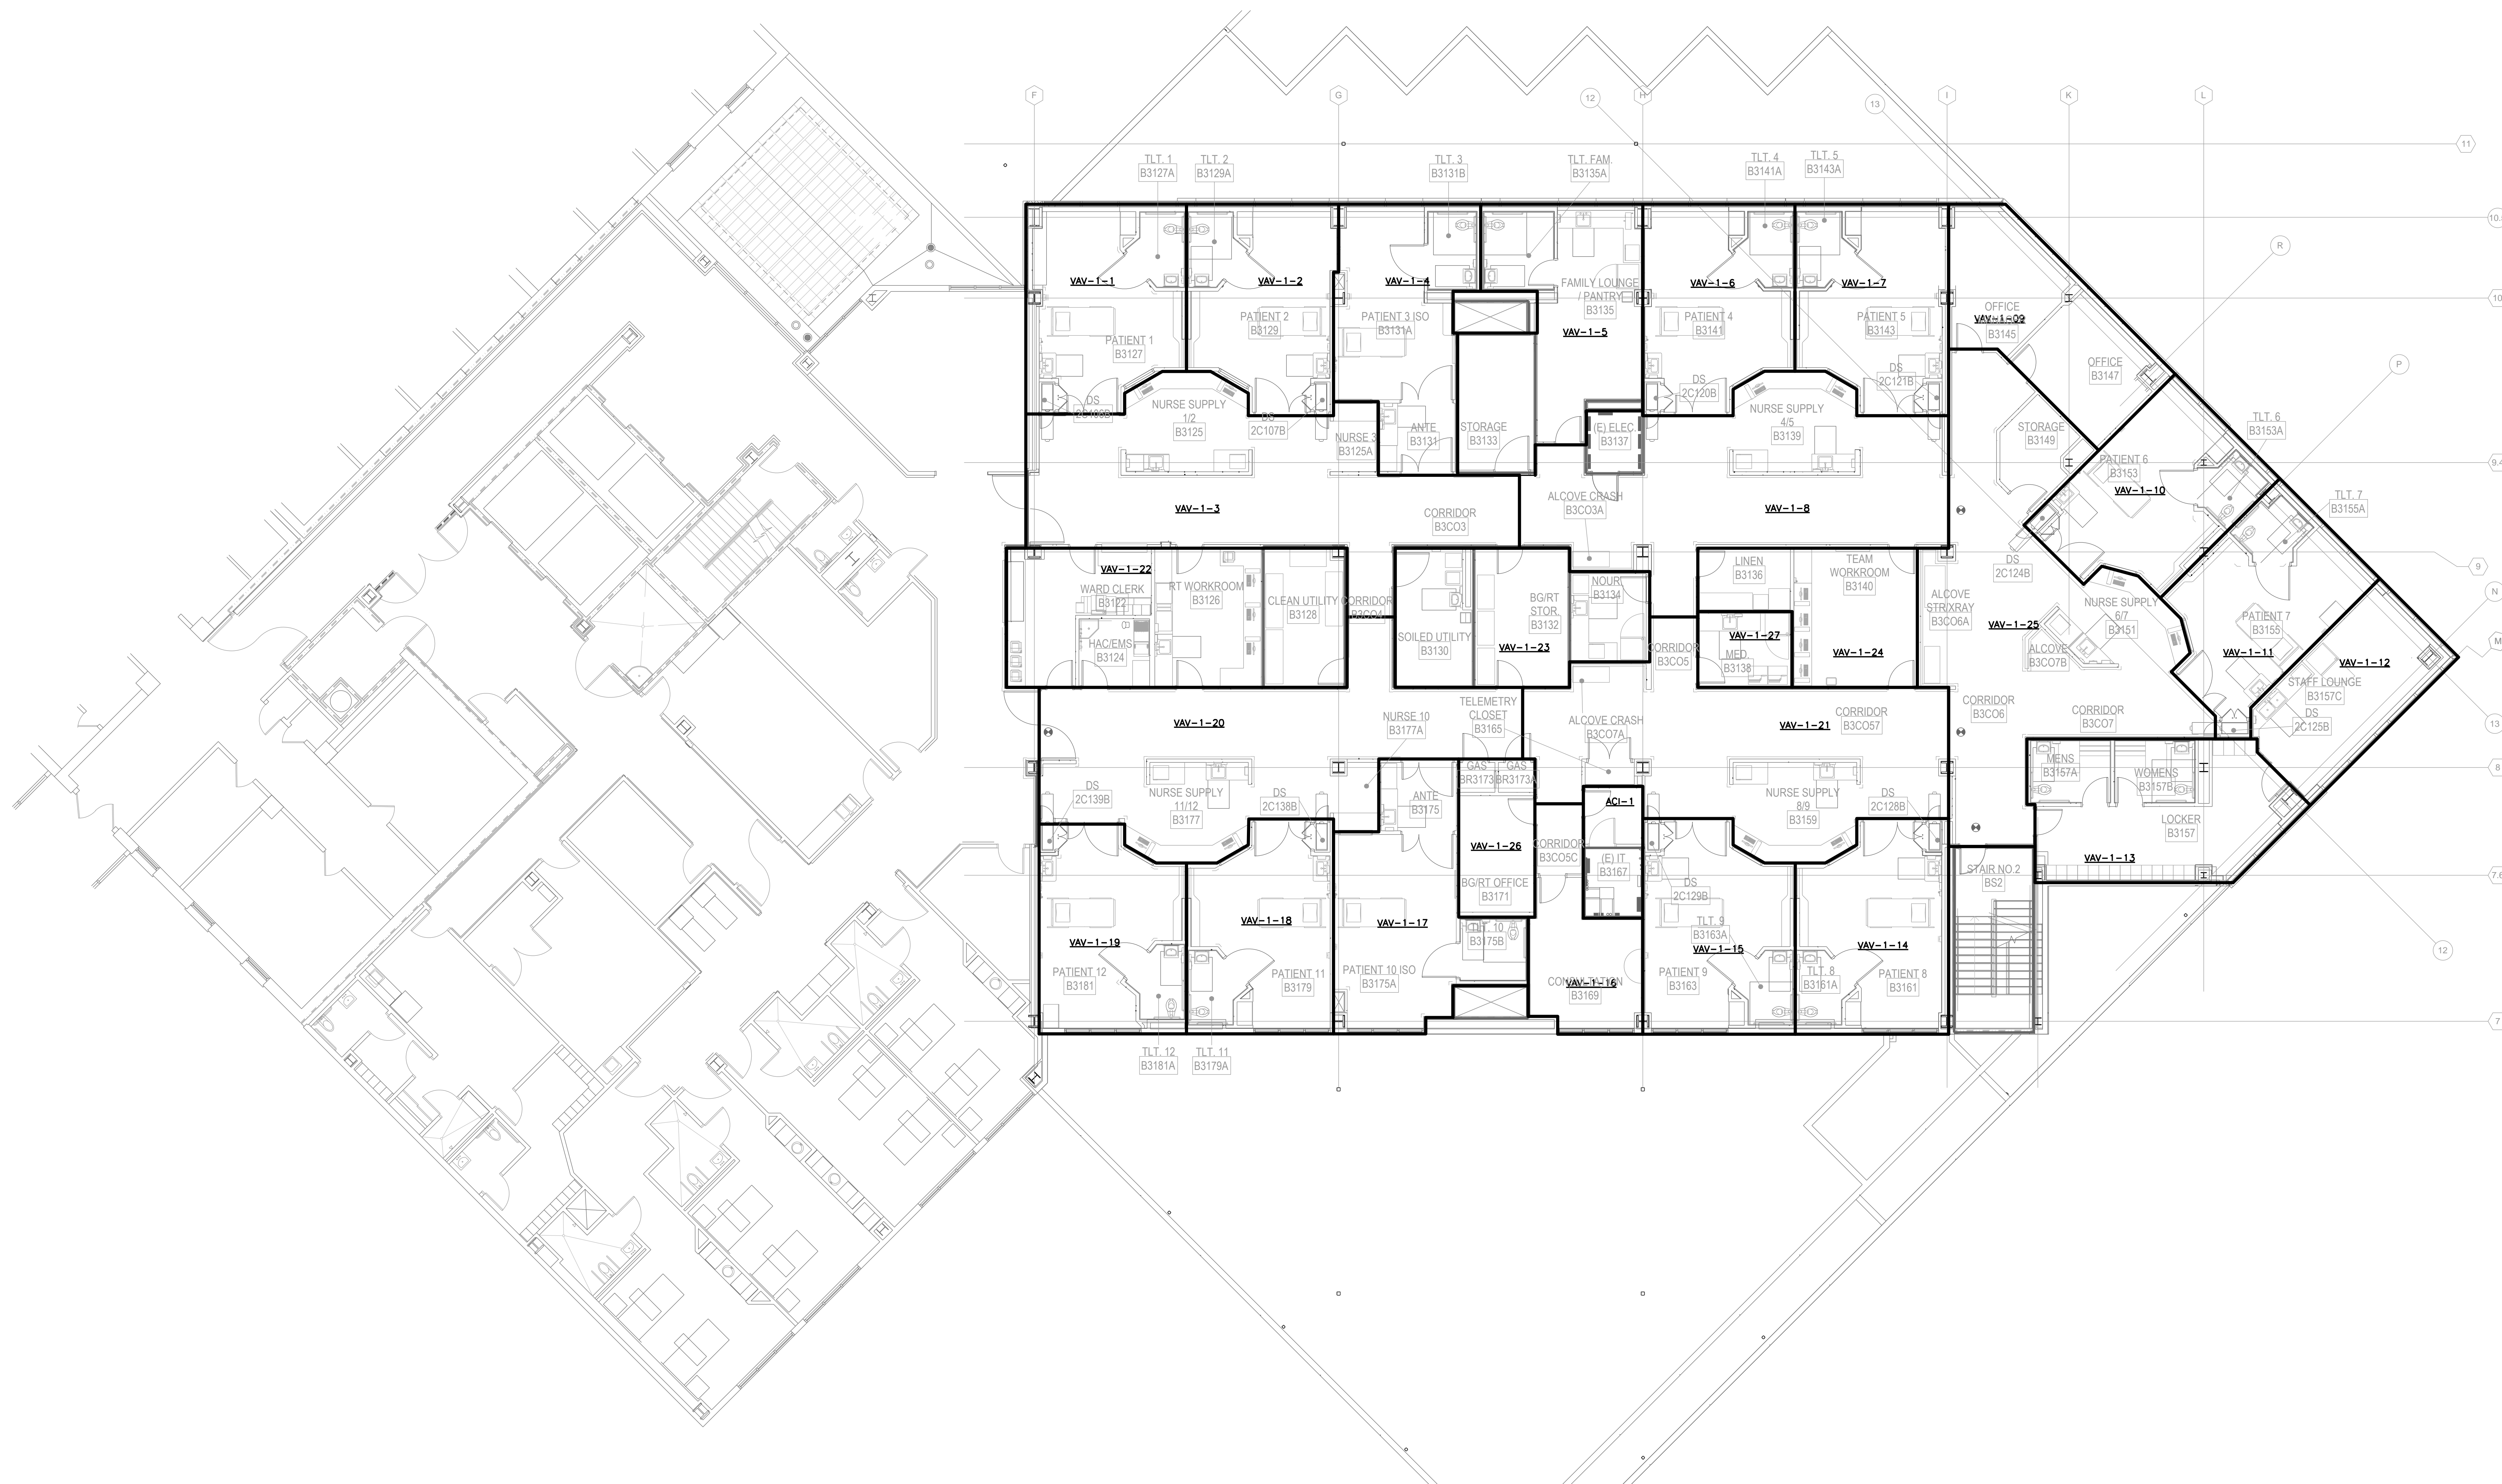 F
G
H
I
K
L
12
13
11
TLT. 1
B3127A
TLT. 2
B3129A
TLT. 3
B3131B
TLT. FAM.
B3135A
TLT. 4
B3141A
TLT. 5
B3143A
R
P
N
10
VAV-1-1
VAV-1-2
VAV-1-4
FAMILY LOUNGE
/ PANTRY
B3135
VAV-1-5
VAV-1-6
VAV-1-7
OFFICE
VAV-1-09
B3145
PATIENT 1
B3127
PATIENT 2
B3129
PATIENT 3 ISO
B3131A
PATIENT 4
B3141
PATIENT 5
B3143
OFFICE
B3147
DS
2C106B
NURSE SUPPLY
1/2
B3125
DS
2C107B
NURSE 3
B3125A
ANTE
B3131
STORAGE
B3133
(E) ELEC.
B3137
DS
2C120B
NURSE SUPPLY
4/5
B3139
DS
2C121B
STORAGE
B3149
TLT. 6
B3153A
PATIENT 6
B3153
VAV-1-10
TLT. 7
B3155A
9.4
VAV-1-3
CORRIDOR
B3CO3
ALCOVE CRASH
B3CO3A
VAV-1-8
DS
2C124B
9
VAV-1-22
WARD CLERK
B3122
RT WORKROOM
B3126
HAC/EMS
B3124
CLEAN UTILITY
B3128
CORRIDOR
B3CO4
SOILED UTILITY
B3130
BG/RT
STOR.
B3132
VAV-1-23
NOUR.
B3134
CORRIDOR
B3CO5
LINEN
B3136
VAV-1-27
MED.
B3138
TEAM
WORKROOM
B3140
VAV-1-24
ALCOVE
STR/XRAY
B3CO6A
VAV-1-25
ALCOVE
B3CO7B
NURSE SUPPLY
6/7
B3151
PATIENT 7
B3155
VAV-1-11
VAV-1-12
STAFF LOUNGE
B3157C
DS
2C125B
M
13
VAV-1-20
NURSE 10
B3177A
TELEMETRY
CLOSET
B3165
ALCOVE CRASH
B3CO7A
VAV-1-21
CORRIDOR
B3CO57
CORRIDOR
B3CO6
CORRIDOR
B3CO7
DS
2C139B
NURSE SUPPLY
11/12
B3177
DS
2C138B
ANTE
B3175
GAS
BR3173
GAS
BR3173A
ACI-1
NURSE SUPPLY
8/9
B3159
DS
2C128B
MENS
B3157A
WOMENS
B3157B
LOCKER
B3157
VAV-1-13
8
VAV-1-26
BG/RT OFFICE
B3171
CORRIDOR
B3CO5C
(E) IT
B3167
DS
2C129B
STAIR NO.2
BS2
VAV-1-19
VAV-1-18
VAV-1-17
TLT. 10
B3175B
TLT. 9
B3163A
VAV-1-15
VAV-1-14
12
PATIENT 12
B3181
PATIENT 11
B3179
PATIENT 10 ISO
B3175A
CONSULTATION
VAV-1-16
B3169
PATIENT 9
B3163
TLT. 8
B3161A
PATIENT 8
B3161
7
TLT. 12
B3181A
TLT. 11
B3179A